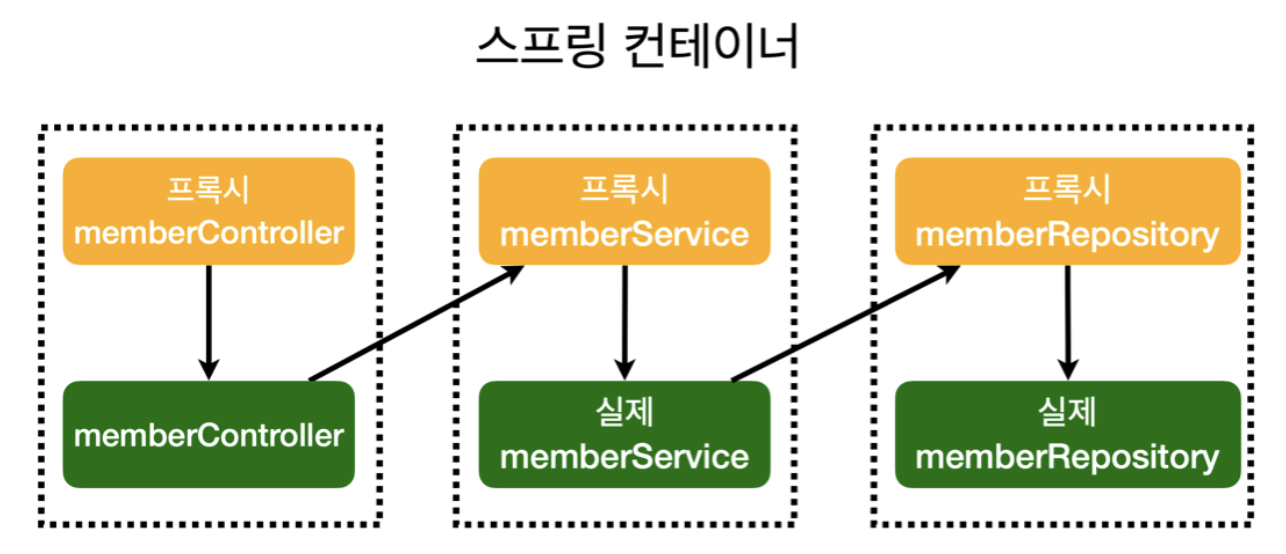 스프링 컨테이너
프록시
memberController
memberController
프록시
memberService
실제
memberService
프록시
memberRepository
실제
memberRepository